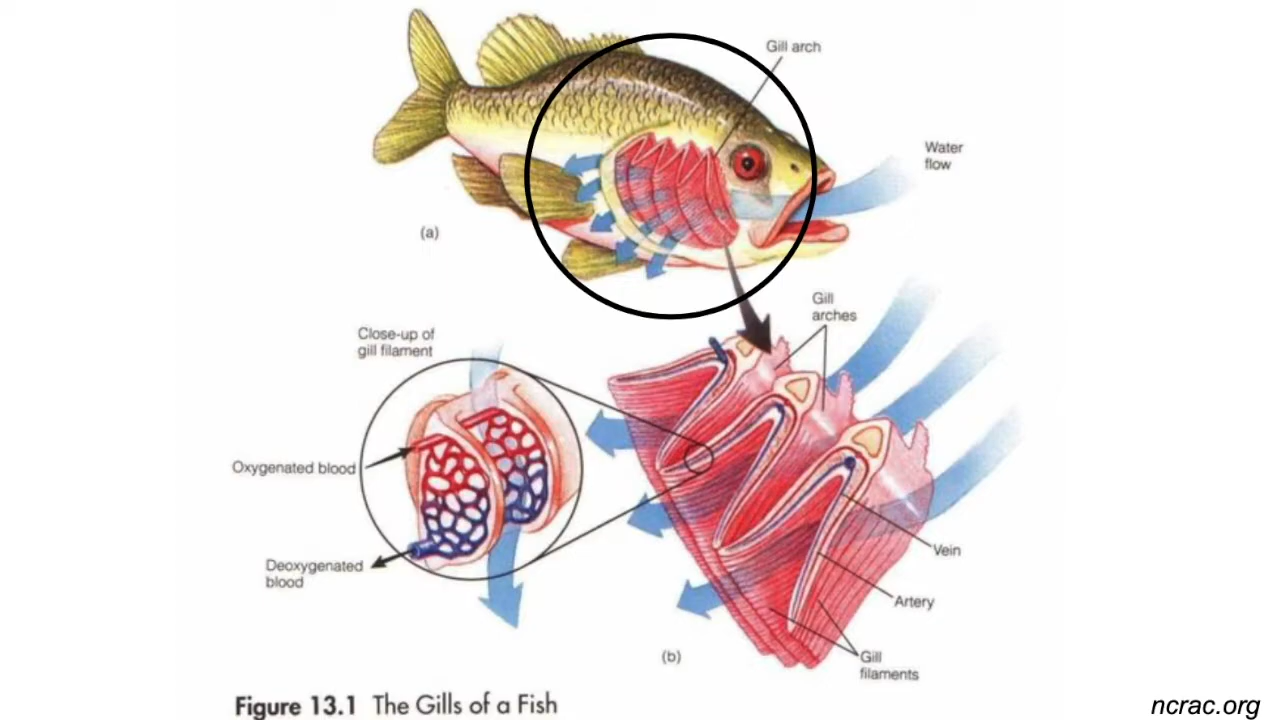 Gill arch
Water
flow
(a)
Gill
arches
Close-up of
gill filament
Oxygenated blood
Deoxygenated
blood
Vein
Artery
(b)
Gill
filaments
Figure 13.1 The Gills of a Fish
ncrac.org